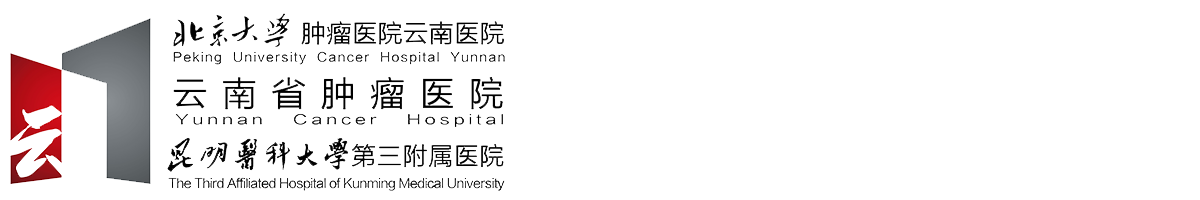 云
北京大学肿瘤医院云南医院
Peking University Cancer Hospital Yunnan
云南省肿瘤医院
Yunnan Cancer Hospital
昆明醫科大學第三附属医院
The Third Affiliated Hospital of Kunming Medical University